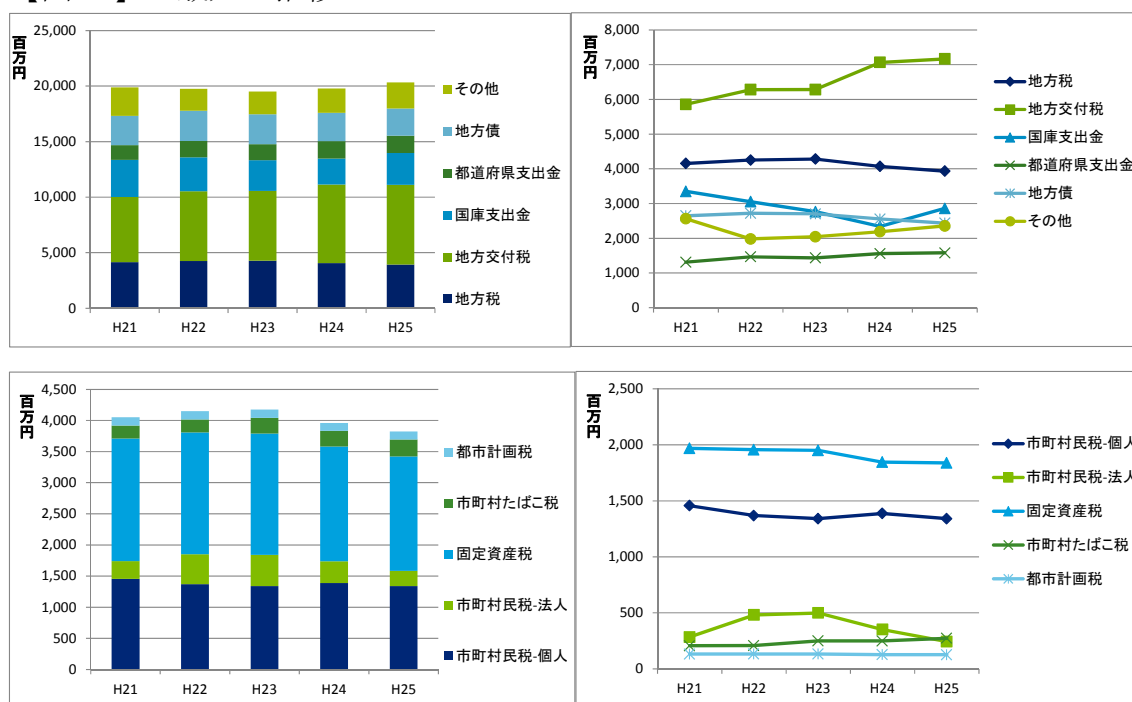 百万円
25,000
20,000
15,000
10,000
5,000
0
H21 H22 H23 H24 H25
その他
地方債
都道府県支出金
国庫支出金
地方交付税
地方税
百万円
8,000
7,000
6,000
5,000
4,000
3,000
2,000
1,000
0
H21 H22 H23 H24 H25
地方税
地方交付税
国庫支出金
都道府県支出金
地方債
その他
百万円
4,500
4,000
3,500
3,000
2,500
2,000
1,500
1,000
500
0
H21 H22 H23 H24 H25
都市計画税
市町村たばこ税
固定資産税
市町村民税-法人
市町村民税-個人
百万円
2,500
2,000
1,500
1,000
500
0
H21 H22 H23 H24 H25
市町村民税-個人
市町村民税-法人
固定資産税
市町村たばこ税
都市計画税